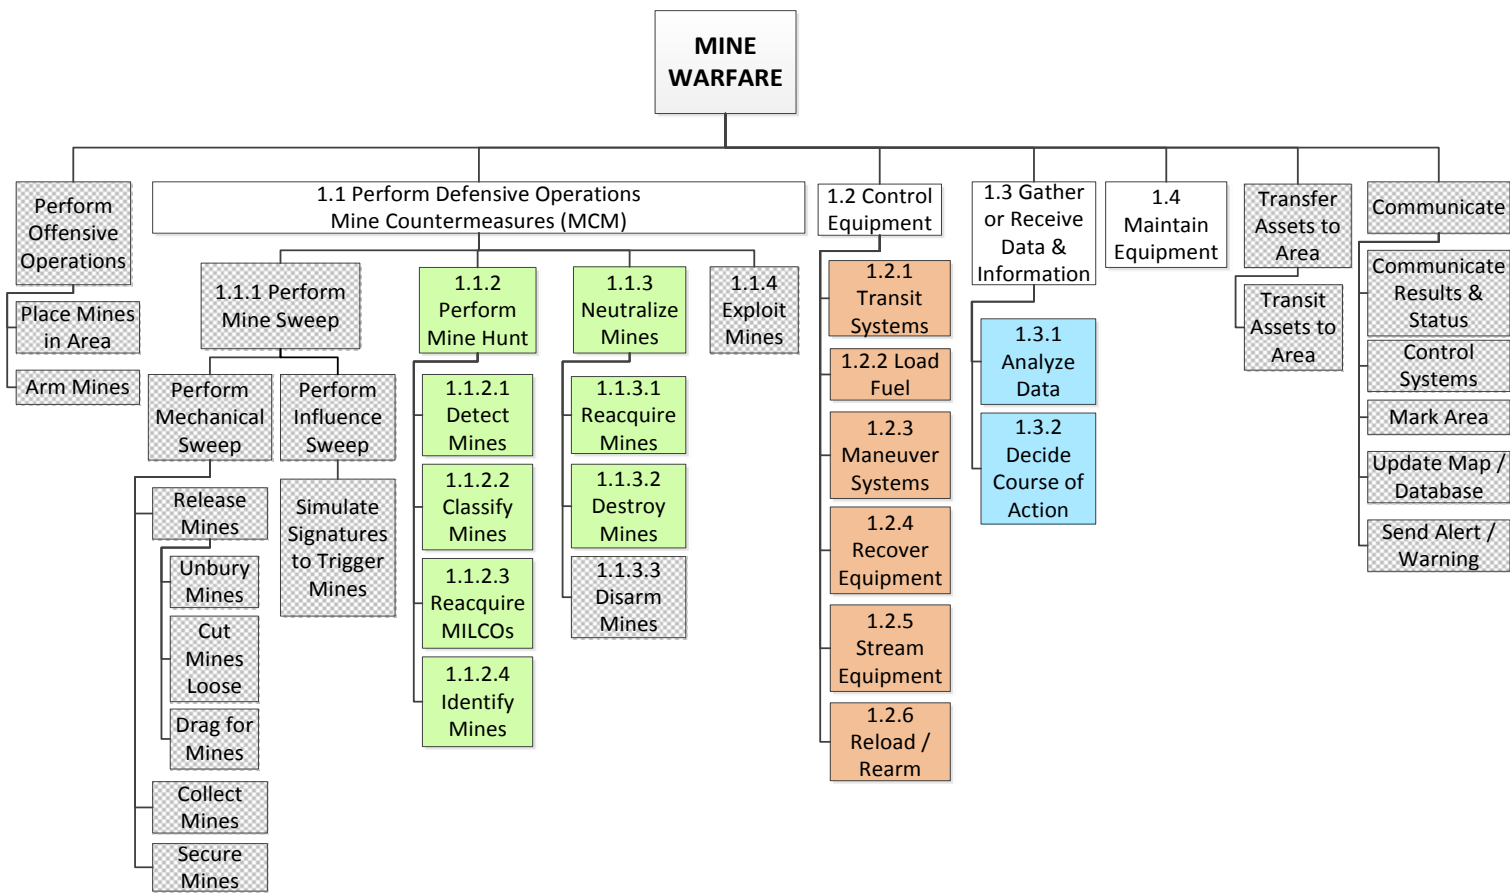 MINE
WARFARE
Perform
Offensive
Operations
Place Mines
in Area
Arm Mines
1.1 Perform Defensive Operations
Mine Countermeasures (MCM)
1.1.1 Perform
Mine Sweep
Perform
Mechanical
Sweep
Release
Mines
Unbury
Mines
Cut
Mines
Loose
Drag for
Mines
Collect
Mines
Secure
Mines
Perform
Influence
Sweep
Simulate
Signatures
to Trigger
Mines
1.1.2
Perform
Mine Hunt
1.1.2.1
Detect
Mines
1.1.2.2
Classify
Mines
1.1.2.3
Reacquire
MILCOs
1.1.2.4
Identify
Mines
1.1.3
Neutralize
Mines
1.1.3.1
Reacquire
Mines
1.1.3.2
Destroy
Mines
1.1.3.3
Disarm
Mines
1.1.4
Exploit
Mines
1.2 Control
Equipment
1.2.1
Transit
Systems
1.2.2 Load
Fuel
1.2.3
Maneuver
Systems
1.2.4
Recover
Equipment
1.2.5
Stream
Equipment
1.2.6
Reload /
Rearm
1.3 Gather
or Receive
Data &
Information
1.3.1
Analyze
Data
1.3.2
Decide
Course of
Action
1.4
Maintain
Equipment
Transfer
Assets to
Area
Transit
Assets to
Area
Communicate
Communicate
Results &
Status
Control
Systems
Mark Area
Update Map /
Database
Send Alert /
Warning